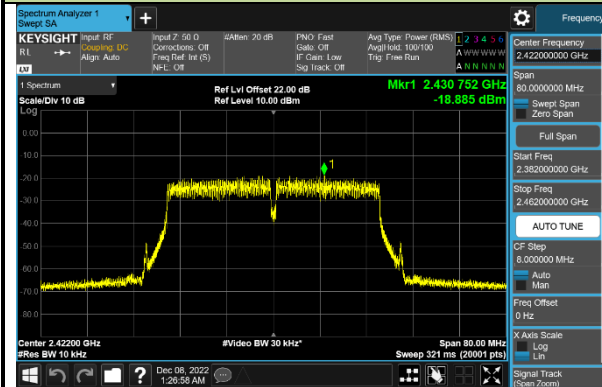 Spectrum Analyzer 1
Swept SA
+
Frequency
KEYSIGHT
RL
LXI
Input: RF
Coupling: DC
Align: Auto
Input Z: 50 Ω
Corrections: Off
Freq Ref: Int (S)
NFE: Off
#Atten: 20 dB
PNO: Fast
Gate: Off
IF Gain: Low
Sig Track: Off
Avg Type: Power (RMS)
Avg|Hold: 100/100
Trig: Free Run
1 2 3 4 5 6
A W W W W W
A N N N N N
1 Spectrum
Scale/Div 10 dB
Log
Ref Lvl Offset 22.00 dB
Ref Level 10.00 dBm
Mkr1 2.430 752 GHz
-18.885 dBm
0.00
-10.0
-20.0
-30.0
-40.0
-50.0
-60.0
-70.0
-80.0
1
Center 2.42200 GHz
#Res BW 10 kHz
#Video BW 30 kHz*
Span 80.00 MHz
Sweep 321 ms (20001 pts)
Dec 08, 2022
1:26:58 AM
Center Frequency
2.422000000 GHz
Span
80.0000000 MHz
Swept Span
Zero Span
Full Span
Start Freq
2.382000000 GHz
Stop Freq
2.462000000 GHz
AUTO TUNE
CF Step
8.000000 MHz
Auto
Man
Freq Offset
0 Hz
X Axis Scale
Log
Lin
Signal Track
(Span Zoom)